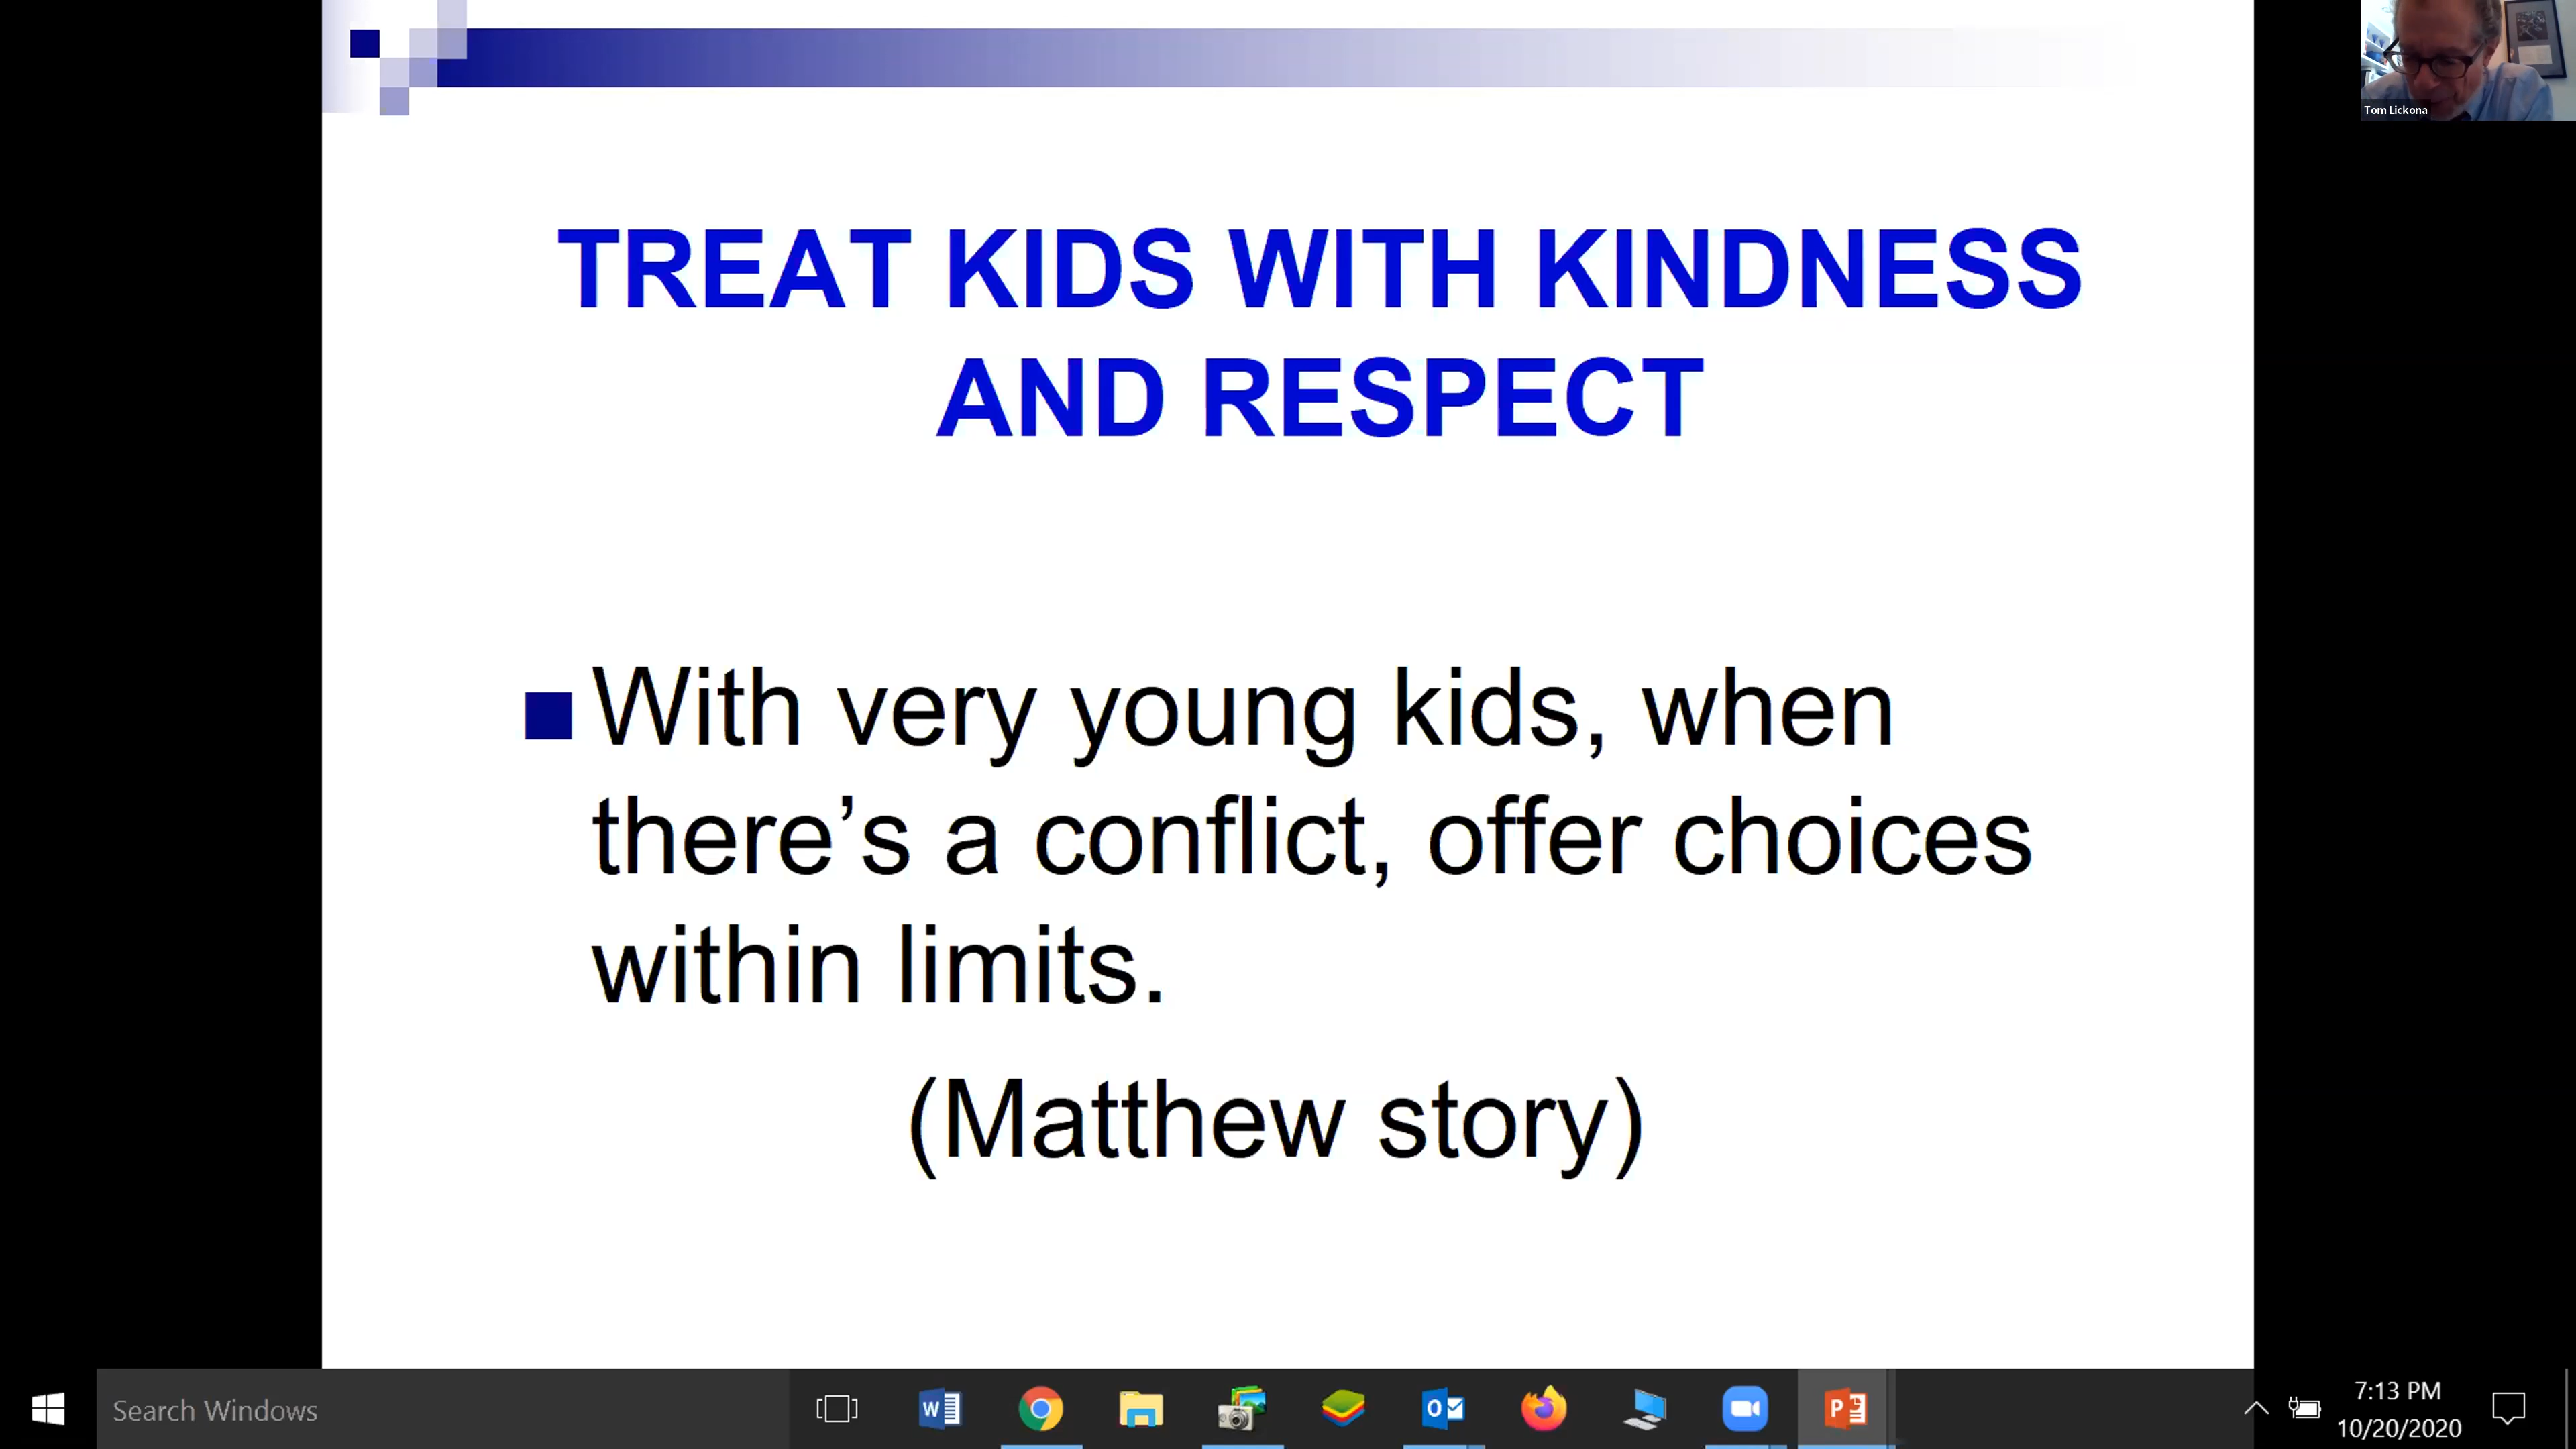 Tom Lickona
TREAT KIDS WITH KINDNESS
AND RESPECT
With very young kids, when
there’s a conflict, offer choices
within limits.
(Matthew story)
Search Windows
7:13 PM
10/20/2020